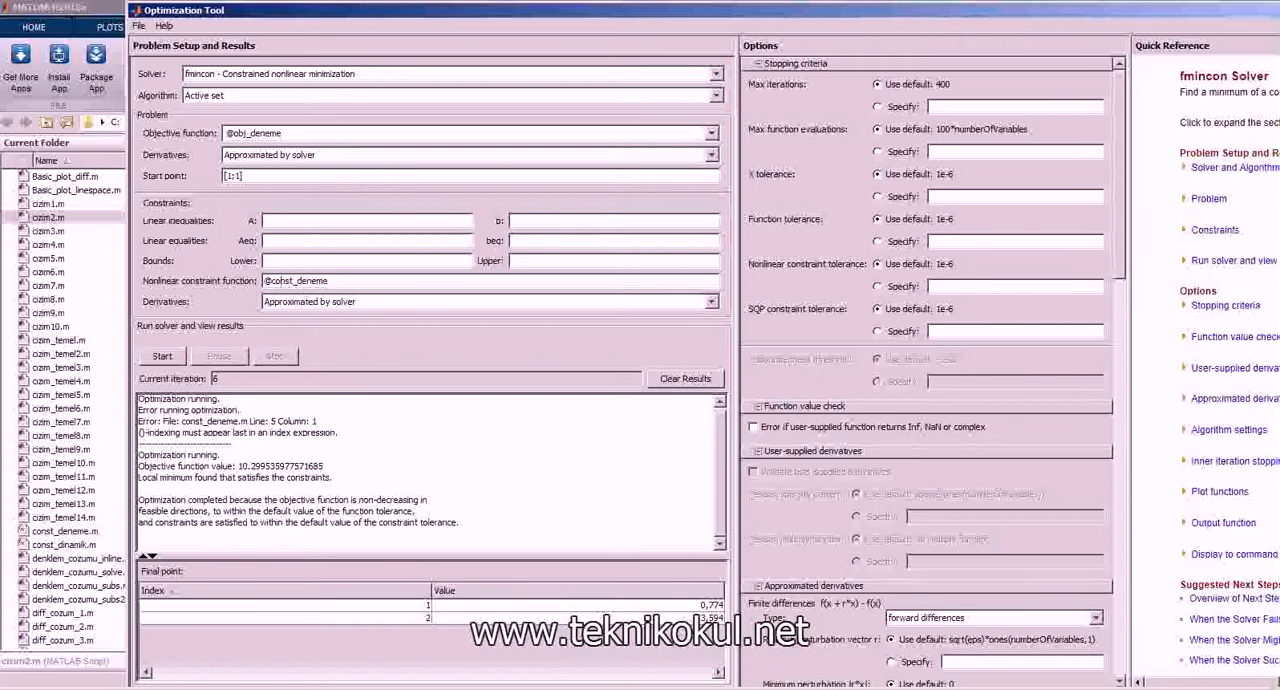 Optimization Tool
HOME
PLOTS
File Help
Get More Apps
Install App
Package App
FILE
C:
Current Folder
Name
Basic_plot_diff.m
Basic_plot_linespace.m
cizim1.m
cizim2.m
cizim3.m
cizim4.m
cizim5.m
cizim6.m
cizim7.m
cizim8.m
cizim9.m
cizim10.m
cizim_temel.m
cizim_temel2.m
cizim_temel3.m
cizim_temel4.m
cizim_temel5.m
cizim_temel6.m
cizim_temel7.m
cizim_temel8.m
cizim_temel9.m
cizim_temel10.m
cizim_temel11.m
cizim_temel12.m
cizim_temel13.m
cizim_temel14.m
const_deneme.m
const_dinamik.m
denklem_cozumu_inline.
denklem_cozumu_solve.
denklem_cozumu_subs.
denklem_cozumu_subs2
diff_cozum_1.m
diff_cozum_2.m
diff_cozum_3.m
cizim2.m (MATLAB Script)
Problem Setup and Results
Solver: fmincon - Constrained nonlinear minimization
Algorithm: Active set
Problem
Objective function: @obj_deneme
Derivatives: Approximated by solver
Start point: [1;1]
Constraints:
Linear inequalities: A: b:
Linear equalities: Aeq: beq:
Bounds: Lower: Upper:
Nonlinear constraint function: @const_deneme
Derivatives: Approximated by solver
Run solver and view results
Start Pause Stop
Current iteration: 6 Clear Results
Optimization running.
Error running optimization.
Error: File: const_deneme.m Line: 5 Column: 1
()-indexing must appear last in an index expression.
Optimization running.
Objective function value: 10.299535977571685
Local minimum found that satisfies the constraints.
Optimization completed because the objective function is non-decreasing in
feasible directions, to within the default value of the function tolerance,
and constraints are satisfied to within the default value of the constraint tolerance.
Final point:
Index Value
1 0,774
2 3,594
Options
Stopping criteria
Max iterations: Use default: 400
Specify:
Max function evaluations: Use default: 100*numberOfVariables
Specify:
X tolerance: Use default: 1e-6
Specify:
Function tolerance: Use default: 1e-6
Specify:
Nonlinear constraint tolerance: Use default: 1e-6
Specify:
SQP constraint tolerance: Use default: 1e-6
Specify:
Specify:
Function value check
Error if user-supplied function returns Inf, NaN or complex
User-supplied derivatives
Validate user-supplied derivatives
Specify:
Specify:
Approximated derivatives
Finite differences f(x + r*x) - f(x)
Type: forward differences
perturbation vector r: Use default: sqrt(eps)*ones(numberOfVariables,1)
Specify:
Minimum perturbation |r*x|: Use default: 0
Quick Reference
fmincon Solver
Find a minimum of a co
Click to expand the sect
Problem Setup and R
Solver and Algorithm
Problem
Constraints
Run solver and view
Options
Stopping criteria
Function value check
User-supplied deriva
Approximated deriva
Algorithm settings
Inner iteration stoppi
Plot functions
Output function
Display to command
Suggested Next Steps
Overview of Next Ste
When the Solver Fails
When the Solver Migh
When the Solver Suc
www.teknikokul.net